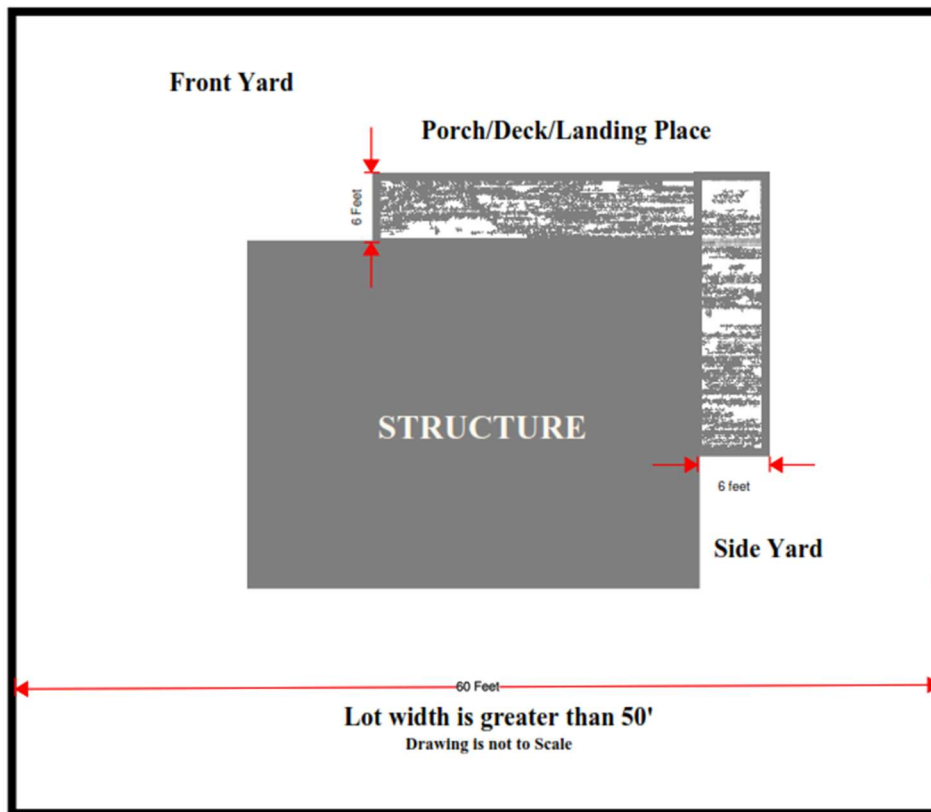 Front Yard
Porch/Deck/Landing Place
6 Feet
STRUCTURE
6 feet
Side Yard
60 Feet
Lot width is greater than 50'
Drawing is not to Scale